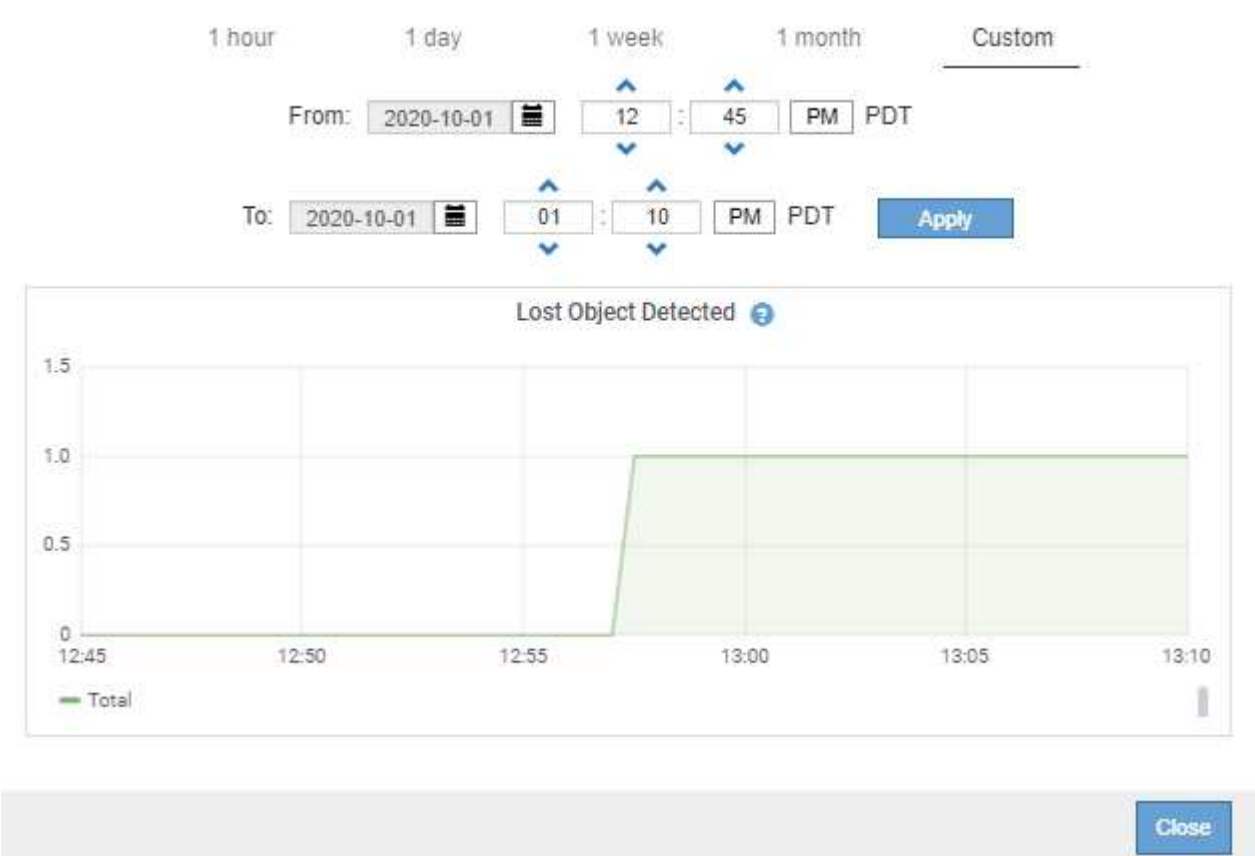 1 hour 1 day 1 week 1 month Custom
From: 2020-10-01 12 : 45 PM PDT
To: 2020-10-01 01 : 10 PM PDT Apply
Lost Object Detected ?
1.5
1.0
0.5
0
12:45 12:50 12:55 13:00 13:05 13:10
Total
Close